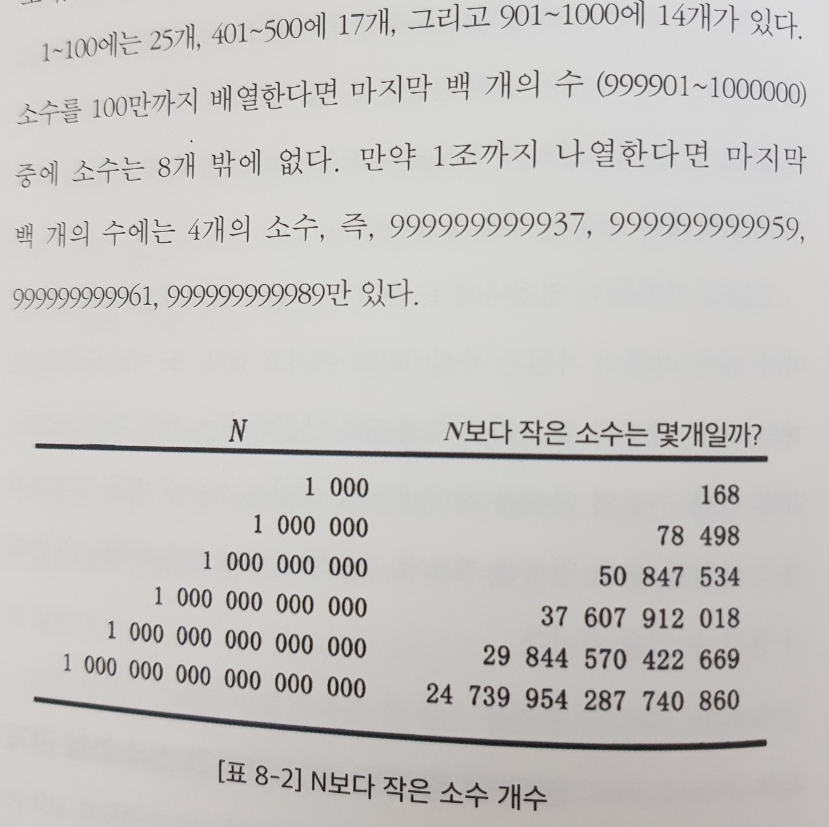 1~100에는 25개, 401~500에 17개, 그리고 901~1000에 14개가 있다.
소수를 100만까지 배열한다면 마지막 백 개의 수 (999901~1000000)
중에 소수는 8개 밖에 없다. 만약 1조까지 나열한다면 마지막
백 개의 수에는 4개의 소수, 즉, 999999999937, 999999999959,
999999999961, 999999999989만 있다.
N N보다 작은 소수는 몇개일까?
1 000 168
1 000 000 78 498
1 000 000 000 50 847 534
1 000 000 000 000 37 607 912 018
1 000 000 000 000 000 29 844 570 422 669
1 000 000 000 000 000 000 24 739 954 287 740 860
[표 8-2] N보다 작은 소수 개수